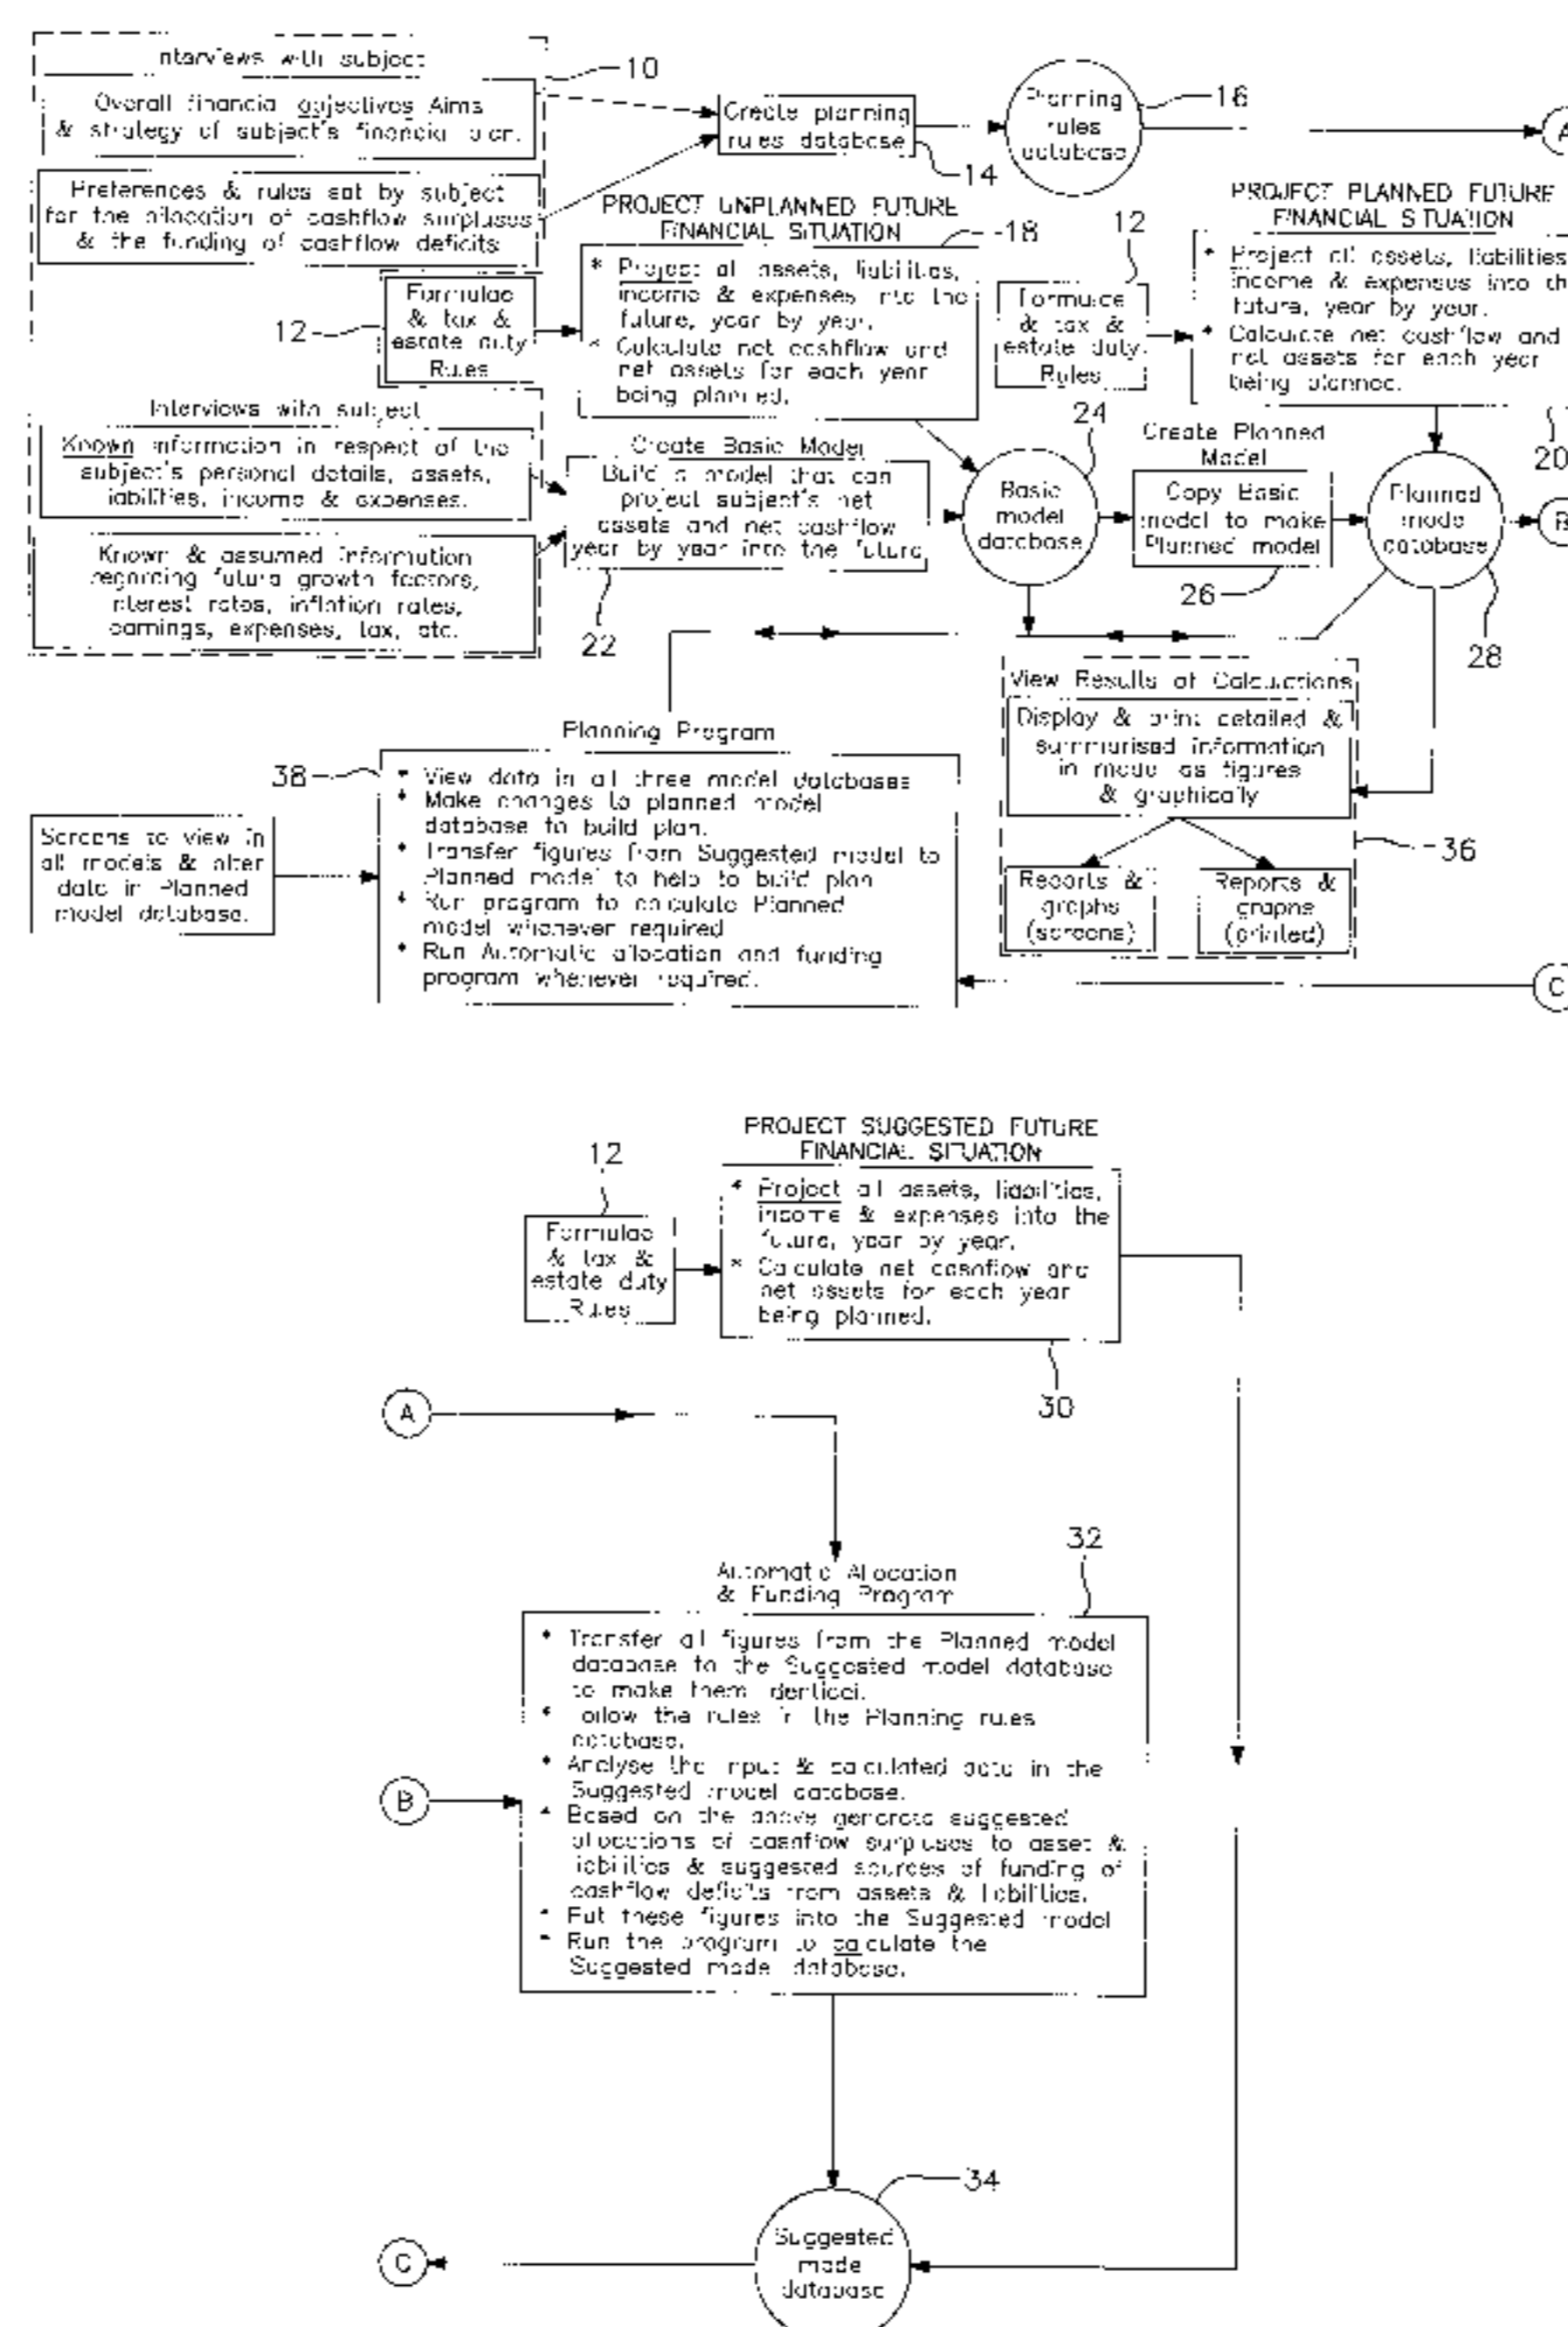 Interviews with subject
10
Overall financial objectives Aims
& strategy of subject's financial plan.
Create planning
rules database
14
Planning
rules
database
16
A
Preferences & rules set by subject
for the allocation of cashflow surpluses
& the funding of cashflow deficits
PROJECT UNPLANNED FUTURE
FINANCIAL SITUATION
18
12
Formulae
& tax &
estate duty
Rules
* Project all assets, liabilities,
income & expenses into the
future, year by year.
* Calculate net cashflow and
net assets for each year
being planned.
12
Formulae
& tax &
estate duty
Rules
PROJECT PLANNED FUTURE
FINANCIAL SITUATION
* Project all assets, liabilities
income & expenses into th
future, year by year.
* Calculate net cashflow and
net assets for each year
being planned.
20
Interviews with subject
Known information in respect of the
subject's personal details, assets,
liabilities, income & expenses.
Known & assumed information
regarding future growth factors,
interest rates, inflation rates,
earnings, expenses, tax, etc.
Create Basic Model
Build a model that can
project subject's net
assets and net cashflow
year by year into the future
22
24
Basic
model
database
Create Planned
Model
Copy Basic
model to make
Planned model
26
Planned
model
database
28
B
View Results of Calculations
Display & print detailed &
summarised information
in model as figures
& graphically
Reports &
graphs
(screens)
Reports &
graphs
(printed)
36
Planning Program
38
* View data in all three model databases
* Make changes to planned model
database to build plan.
* Transfer figures from Suggested model to
Planned model to help to build plan
* Run program to calculate Planned
model whenever required
* Run Automatic allocation and funding
program whenever required.
Screens to view in
all models & alter
data in Planned
model database.
C
PROJECT SUGGESTED FUTURE
FINANCIAL SITUATION
12
Formulae
& tax &
estate duty
Rules
* Project all assets, liabilities,
income & expenses into the
future, year by year.
* Calculate net cashflow and
net assets for each year
being planned.
30
A
32
Automatic Allocation
& Funding Program
* Transfer all figures from the Planned model
database to the Suggested model database
to make them identical.
* Follow the rules in the Planning rules
database.
* Analyse the input & calculated data in the
Suggested model database.
B
* Based on the above generate suggested
allocations of cashflow surpluses to asset &
liabilities & suggested sources of funding of
cashflow deficits from assets & liabilities.
* Put these figures into the Suggested model
* Run the program to calculate the
Suggested model database.
34
Suggested
model
database
C